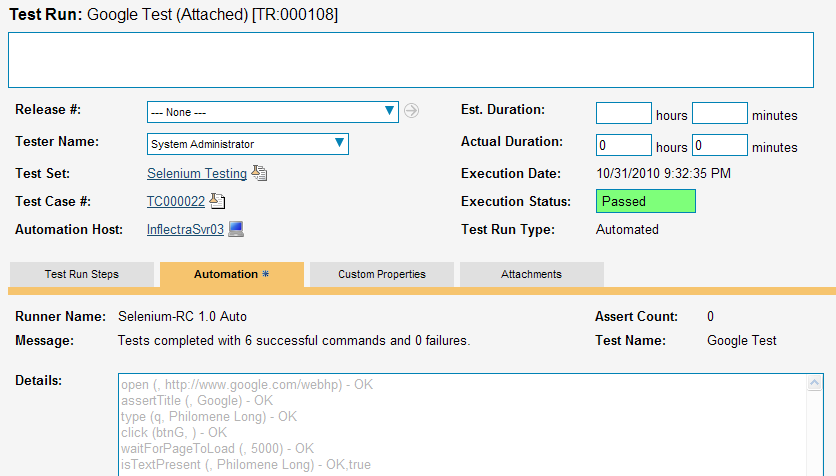 Test Run: Google Test (Attached) [TR:000108]
Release #: --- None --- Est. Duration: hours minutes
Tester Name: System Administrator Actual Duration: 0 hours 0 minutes
Test Set: Selenium Testing Execution Date: 10/31/2010 9:32:35 PM
Test Case #: TC000022 Execution Status: Passed
Automation Host: InflectraSvr03 Test Run Type: Automated
Test Run Steps Automation * Custom Properties Attachments
Runner Name: Selenium-RC 1.0 Auto Assert Count: 0
Message: Tests completed with 6 successful commands and 0 failures. Test Name: Google Test
Details: open (, http://www.google.com/webhp) - OK
assertTitle (, Google) - OK
type (q, Philomene Long) - OK
click (btnG, ) - OK
waitForPageToLoad (, 5000) - OK
isTextPresent (, Philomene Long) - OK,true